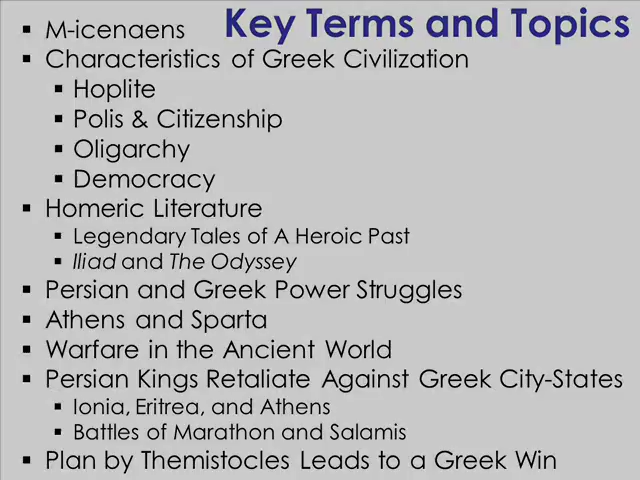 Key Terms and Topics
▪ M-icenaens
▪ Characteristics of Greek Civilization
▪ Hoplite
▪ Polis & Citizenship
▪ Oligarchy
▪ Democracy
▪ Homeric Literature
▪ Legendary Tales of A Heroic Past
▪ Iliad and The Odyssey
▪ Persian and Greek Power Struggles
▪ Athens and Sparta
▪ Warfare in the Ancient World
▪ Persian Kings Retaliate Against Greek City-States
▪ Ionia, Eritrea, and Athens
▪ Battles of Marathon and Salamis
▪ Plan by Themistocles Leads to a Greek Win